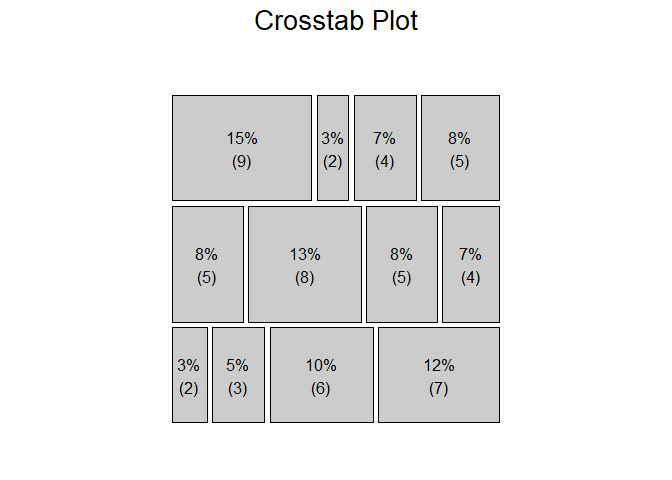 Crosstab Plot
15% 3% 7% 8%
(9) (2) (4) (5)
8% 13% 8% 7%
(5) (8) (5) (4)
3% 5% 10% 12%
(2) (3) (6) (7)